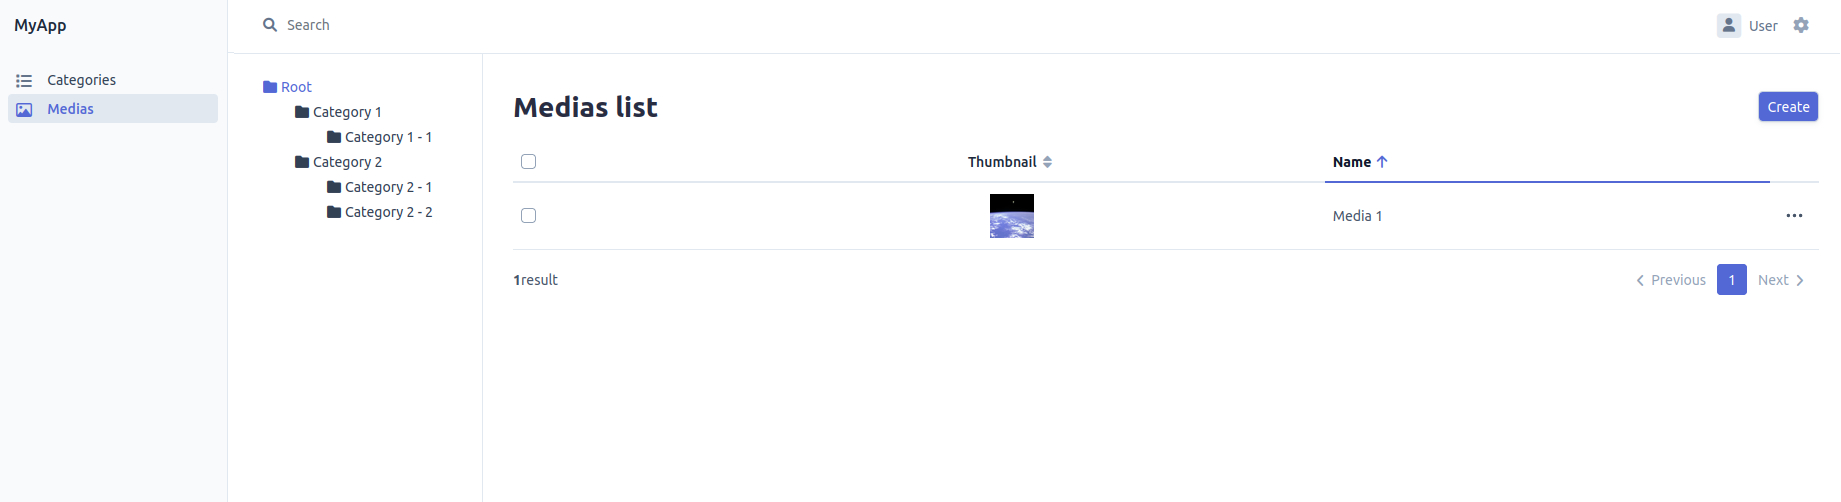 MyApp
Search
User
Categories
Medias
Root
Category 1
Category 1 - 1
Category 2
Category 2 - 1
Category 2 - 2
Medias list
Create
Thumbnail
Name
Media 1
1result
Previous
1
Next